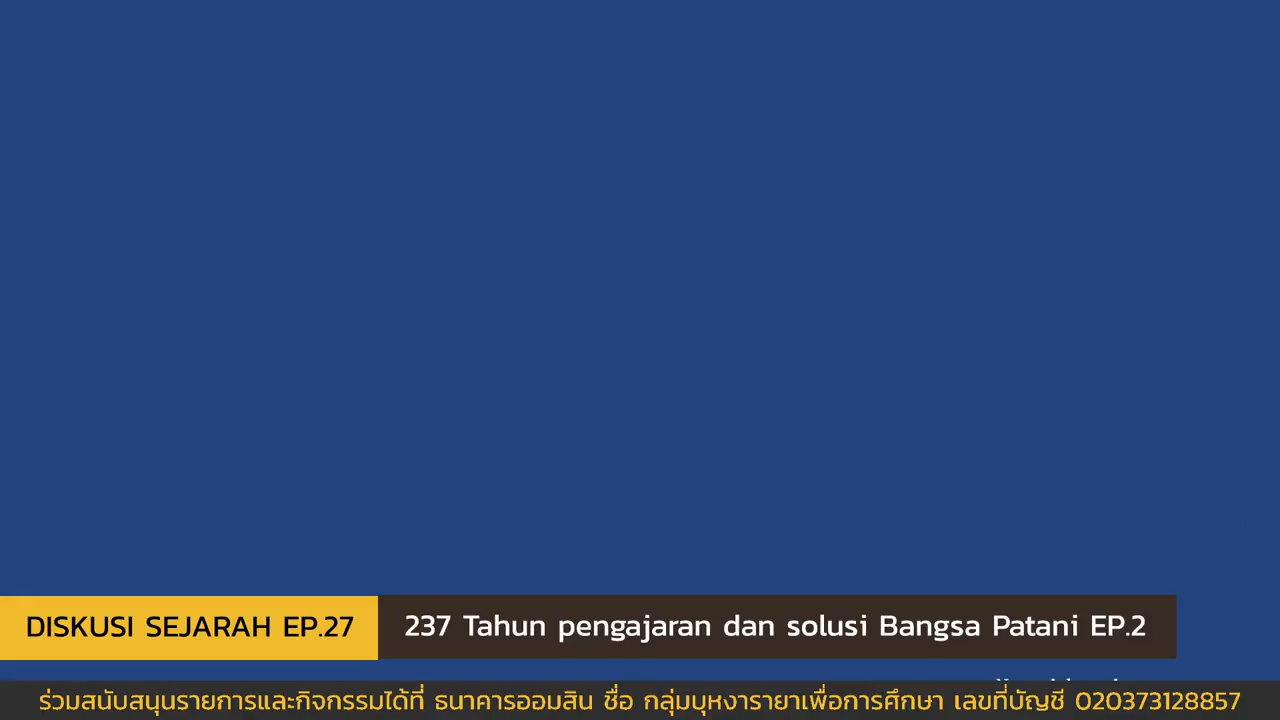 DISKUSI SEJARAH EP.27
237 Tahun pengajaran dan solusi Bangsa Patani EP.2
ร่วมสนับสนุนรายการและกิจกรรมได้ที่ ธนาคารออมสิน ชื่อ กลุ่มบุหงารายาเพื่อการศึกษา เลขที่บัญชี 020373128857